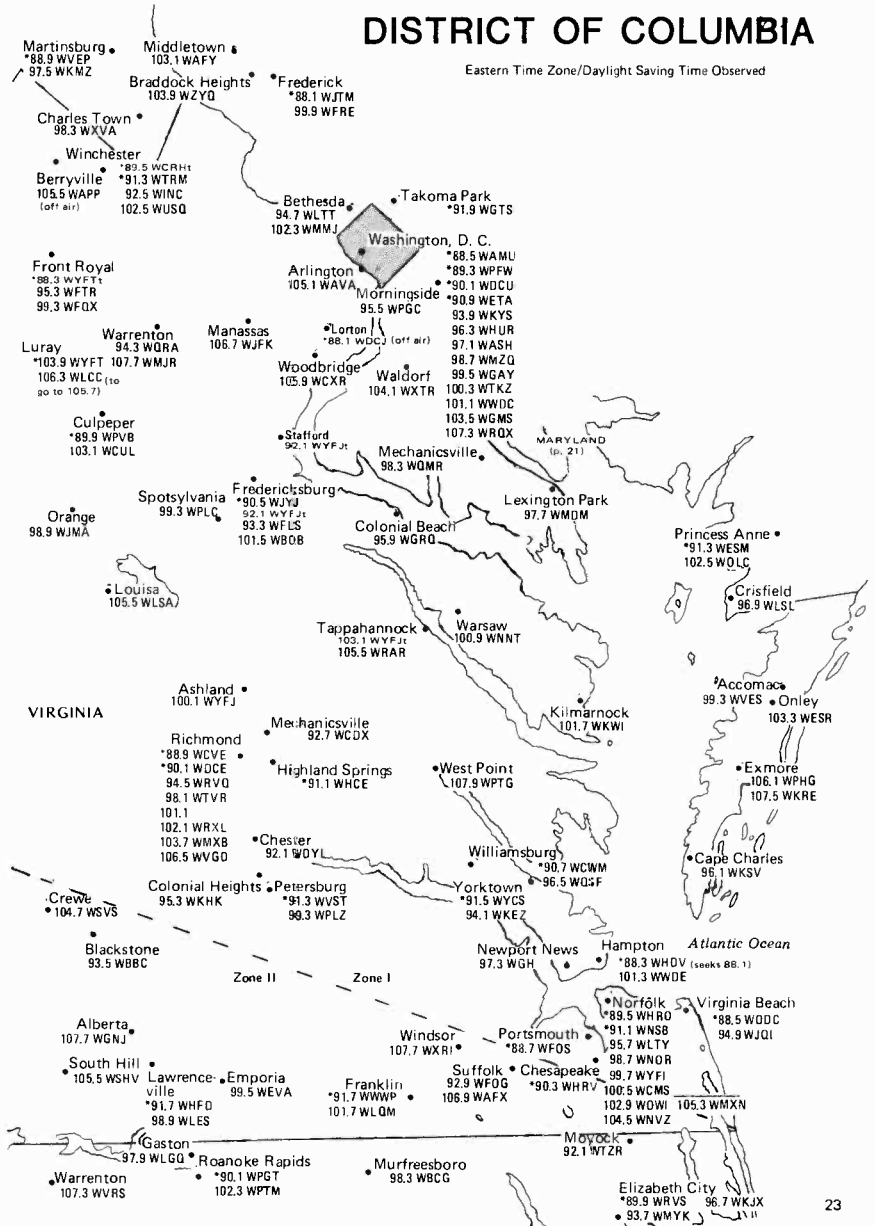 DISTRICT OF COLUMBIA
Eastern Time Zone/Daylight Saving Time Observed
Martinsburg
*88.9 WVEP
97.5 WKMZ
Middletown
103.1 WAFY
Braddock Heights
103.9 WZYQ
Frederick
*88.1 WJTM
99.9 WFRE
Charles Town
98.3 WXVA
Winchester
*89.5 WCRHt
*91.3 WTRM
92.5 WINC
102.5 WUSQ
Berryville
105.5 WAPP
(off air)
Bethesda
94.7 WLTT
102.3 WMMJ
Takoma Park
*91.9 WGTS
Washington, D. C.
*88.5 WAMU
*89.3 WPFW
*90.1 WDCU
*90.9 WETA
93.9 WKYS
96.3 WHUR
97.1 WASH
98.7 WMZQ
99.5 WGAY
100.3 WTKZ
101.1 WWDC
103.5 WGMS
107.3 WRQX
Arlington
105.1 WAVA
Morningside
95.5 WPGC
Front Royal
*88.3 WYFTt
95.3 WFTR
99.3 WFQX
Luray
*103.9 WYFT
106.3 WLCC (to
go to 105.7)
Warrenton
94.3 WQRA
107.7 WMJR
Manassas
106.7 WJFK
Lorton
*88.1 WDCJ (off air)
Woodbridge
105.9 WCXR
Waldorf
104.1 WXTR
Culpeper
*89.9 WPVB
103.1 WCUL
Stafford
92.1 WYFJt
Mechanicsville
98.3 WQMR
MARYLAND
(p. 21)
Lexington Park
97.7 WMDM
Spotsylvania
99.3 WPLC
Fredericksburg
*90.5 WJYJ
92.1 WYFJt
93.3 WFLS
101.5 WBQB
Orange
98.9 WJMA
Colonial Beach
95.9 WGRQ
Princess Anne
*91.3 WESM
102.5 WOLC
Louisa
105.5 WLSA
Crisfield
96.9 WLSL
Tappahannock
103.1 WYFJt
105.5 WRAR
Warsaw
100.9 WNNT
Ashland
100.1 WYFJ
VIRGINIA
Kilmarnock
101.7 WKWI
Accomac
99.3 WVES
Onley
103.3 WESR
Mechanicsville
92.7 WCDX
Richmond
*88.9 WCVE
*90.1 WDCE
94.5 WRVQ
98.1 WTVR
101.1
102.1 WRXL
103.7 WMXB
106.5 WVGO
Highland Springs
*91.1 WHCE
West Point
107.9 WPTG
Exmore
106.1 WPHG
107.5 WKRE
Chester
92.1 WDYL
Williamsburg
*90.7 WCWM
96.5 WQSF
Cape Charles
96.1 WKSV
Colonial Heights
95.3 WKHK
Petersburg
*91.3 WVST
99.3 WPLZ
Yorktown
*91.5 WYCS
94.1 WKEZ
Crewe
104.7 WSVS
Blackstone
93.5 WBBC
Newport News
97.3 WGH
Hampton
*88.3 WHOV (seeks 88.1)
101.3 WWDE
Atlantic Ocean
Zone II
Zone I
Norfolk
*89.5 WHRO
*91.1 WNSB
95.7 WLTY
98.7 WNOR
99.7 WYFI
100.5 WCMS
102.9 WOWI
104.5 WNVZ
105.3 WMXN
Virginia Beach
*88.5 WODC
94.9 WJQI
Alberta
107.7 WGNJ
Windsor
107.7 WXRI
Portsmouth
*88.7 WFOS
South Hill
105.5 WSHV
Lawrence-
ville
*91.7 WHFD
98.9 WLES
Emporia
99.5 WEVA
Franklin
*91.7 WWWP
101.7 WLQM
Suffolk
92.9 WFOG
106.9 WAFX
Chesapeake
*90.3 WHRV
Gaston
97.9 WLGQ
Moyock
92.1 WTZR
Warrenton
107.3 WVRS
Roanoke Rapids
*90.1 WPGT
102.3 WPTM
Murfreesboro
98.3 WBCG
Elizabeth City
*89.9 WRVS
93.7 WMYK
96.7 WKJX
23